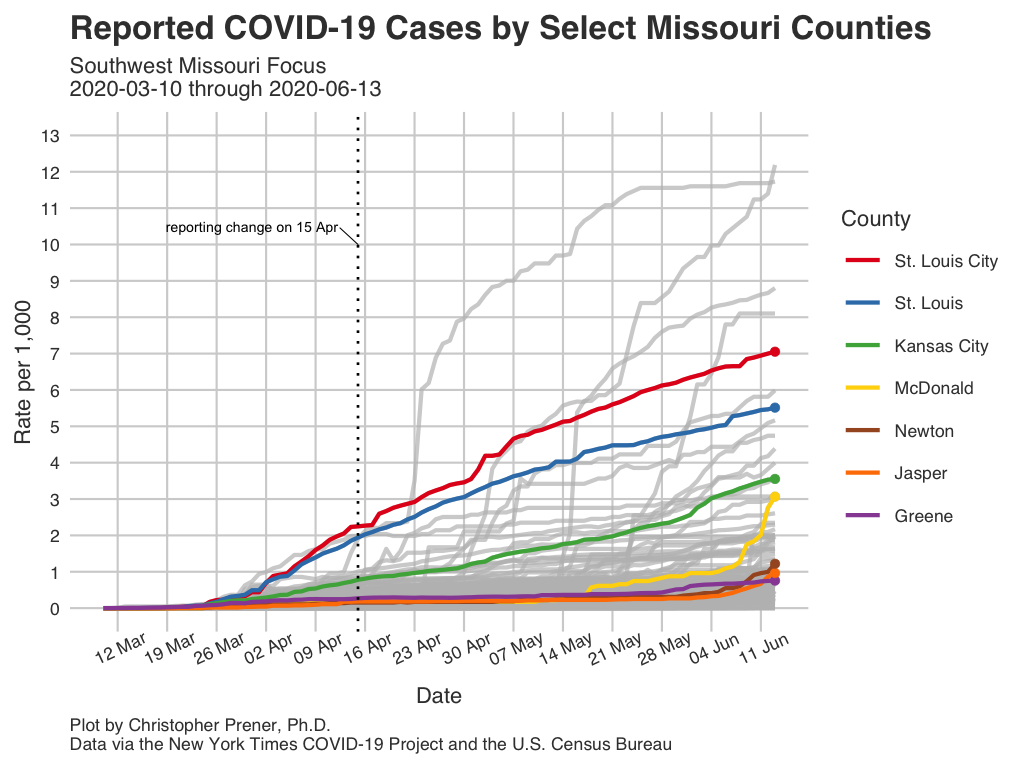 Reported COVID-19 Cases by Select Missouri Counties
Southwest Missouri Focus
2020-03-10 through 2020-06-13
13
12
11
10
9
8
7
6
5
4
3
2
1
0
Rate per 1,000
reporting change on 15 Apr
12 Mar
19 Mar
26 Mar
02 Apr
09 Apr
16 Apr
23 Apr
30 Apr
07 May
14 May
21 May
28 May
04 Jun
11 Jun
Date
County
St. Louis City
St. Louis
Kansas City
McDonald
Newton
Jasper
Greene
Plot by Christopher Prener, Ph.D.
Data via the New York Times COVID-19 Project and the U.S. Census Bureau